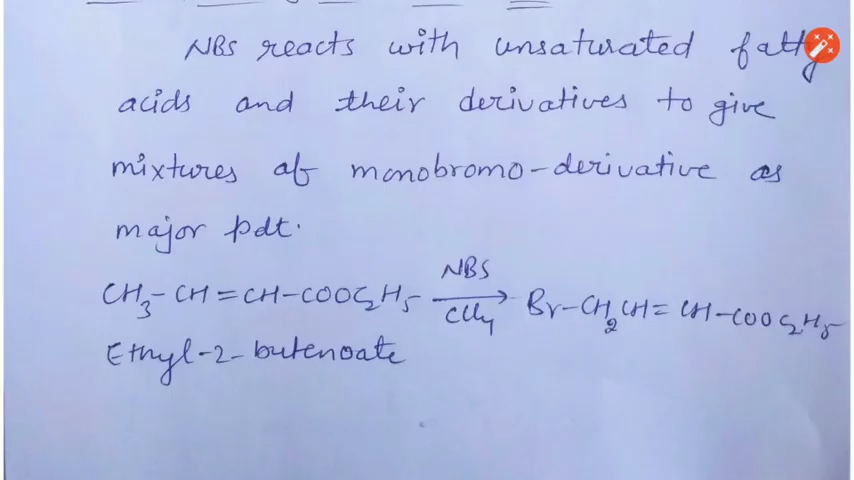 NBS reacts with unsaturated fatty
acids and their derivatives to give
mixtures of monobromo-derivative as
major pdt.
NBS
CH3-CH=CH-COOC2H5 → Br-CH2CH=CH-COOC2H5
CCl4
Ethyl-2-butenoate